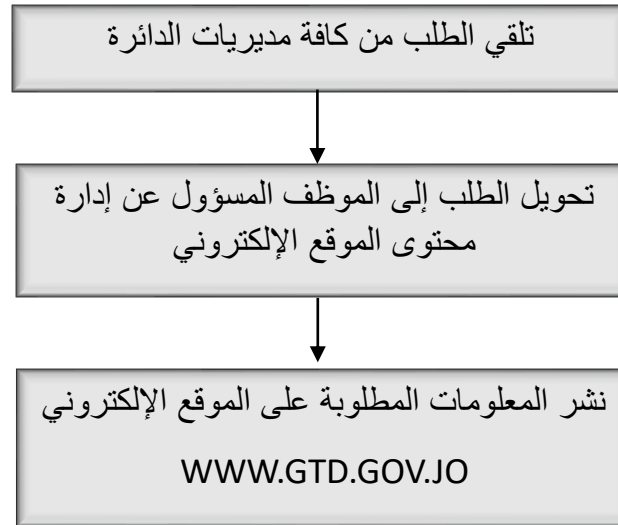 تلقي الطلب من كافة مديريات الدائرة
تحويل الطلب إلى الموظف المسؤول عن إدارة
محتوى الموقع الإلكتروني
نشر المعلومات المطلوبة على الموقع الإلكتروني
WWW.GTD.GOV.JO